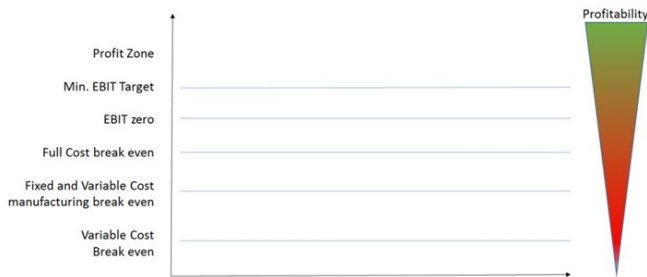 Profitability
Profit Zone
Min. EBIT Target
EBIT zero
Full Cost break even
Fixed and Variable Cost
manufacturing break even
Variable Cost
Break even